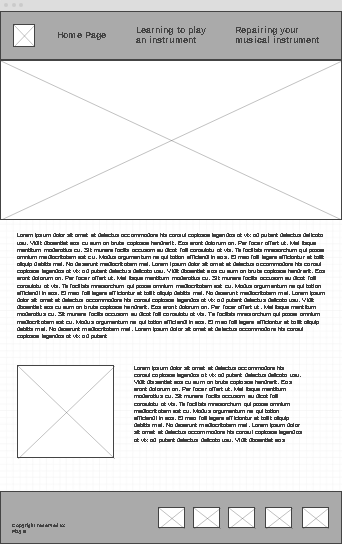 Home Page
Learning to play
an instrument
Repairing your
musical instrument
Lorem ipsum dolor sit amet ut delectus accommodare his consul copiosae legendos at vix ad putent delectus delicata
usu. Vidit dissentiet eos cu eum an brute copiosae hendrerit. Eos erant dolorum an. Per facer affert ut. Mei iisque
mentitum moderatius cu. Sit munere facilis accusam eu dicat falli consulatu at vis. Te facilisis mnesarchum qui posse
omnium mediocritatem est cu. Modus argumentum ne qui tation efficiendi in eos. Ei mea falli legere efficiantur et tollit
aliquip debitis mei. No deserunt mediocritatem mei. Lorem ipsum dolor sit amet ut delectus accommodare his consul
copiosae legendos at vix ad putent delectus delicata usu. Vidit dissentiet eos cu eum an brute copiosae hendrerit. Eos
erant dolorum an. Per facer affert ut. Mei iisque mentitum moderatius cu. Sit munere facilis accusam eu dicat falli
consulatu at vis. Te facilisis mnesarchum qui posse omnium mediocritatem est cu. Modus argumentum ne qui tation
efficiendi in eos. Ei mea falli legere efficiantur et tollit aliquip debitis mei. No deserunt mediocritatem mei. Lorem ipsum
dolor sit amet ut delectus accommodare his consul copiosae legendos at vix ad putent delectus delicata usu. Vidit
dissentiet eos cu eum an brute copiosae hendrerit. Eos erant dolorum an. Per facer affert ut. Mei iisque mentitum
moderatius cu. Sit munere facilis accusam eu dicat falli consulatu at vis. Te facilisis mnesarchum qui posse omnium
mediocritatem est cu. Modus argumentum ne qui tation efficiendi in eos. Ei mea falli legere efficiantur et tollit aliquip
debitis mei. No deserunt mediocritatem mei. Lorem ipsum dolor sit amet ut delectus accommodare his consul
copiosae legendos at vix ad putent
Lorem ipsum dolor sit amet ut delectus accommodare his
consul copiosae legendos at vix ad putent delectus delicata usu.
Vidit dissentiet eos cu eum an brute copiosae hendrerit. Eos
erant dolorum an. Per facer affert ut. Mei iisque mentitum
moderatius cu. Sit munere facilis accusam eu dicat falli
consulatu at vis. Te facilisis mnesarchum qui posse omnium
mediocritatem est cu. Modus argumentum ne qui tation
efficiendi in eos. Ei mea falli legere efficiantur et tollit aliquip
debitis mei. No deserunt mediocritatem mei. Lorem ipsum dolor
sit amet ut delectus accommodare his consul copiosae legendos
at vix ad putent delectus delicata usu. Vidit dissentiet eos
Copyright reserved to: